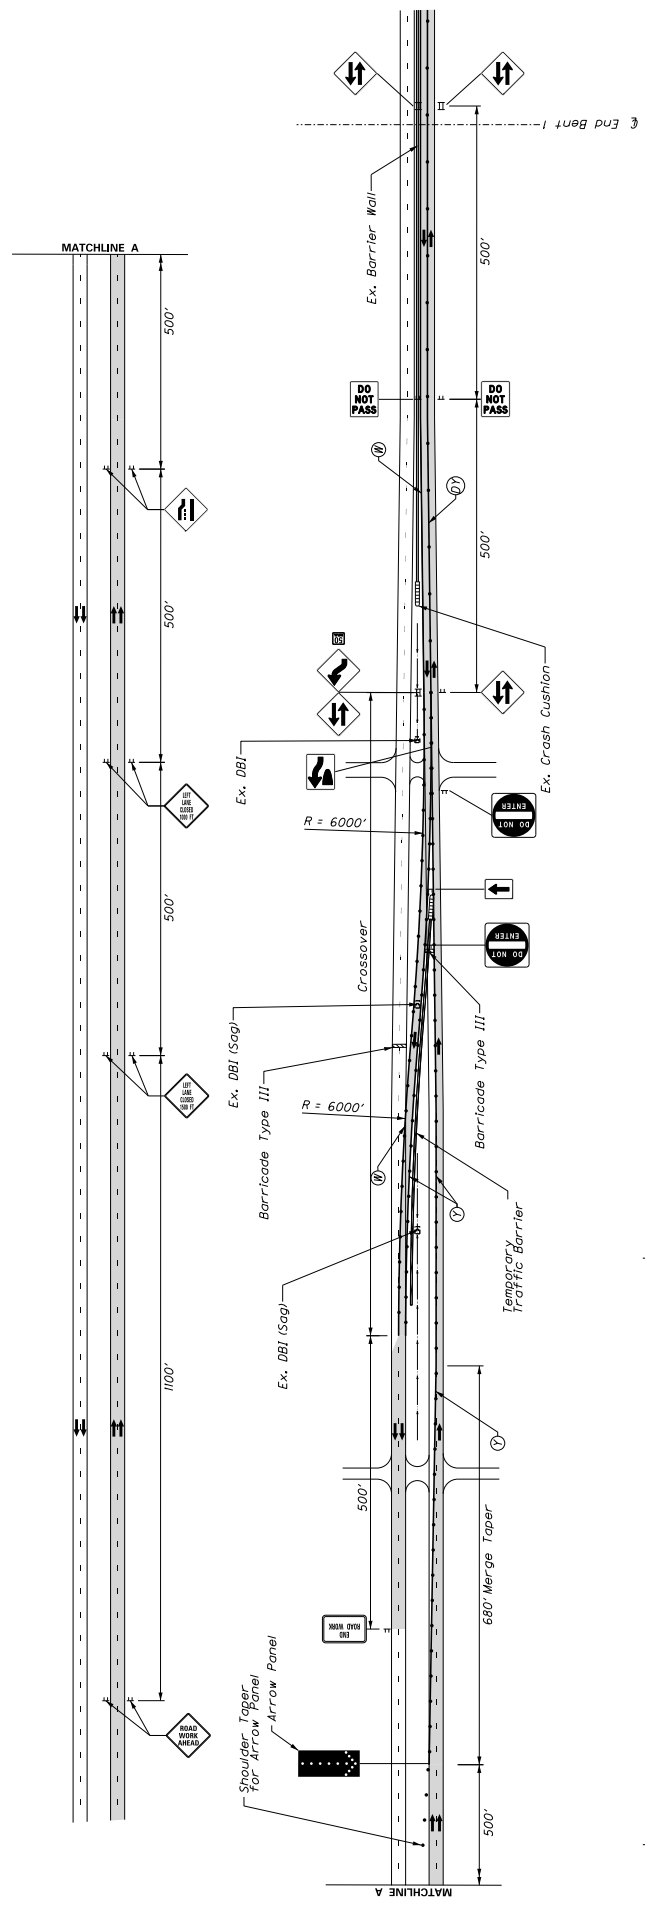 MATCHLINE A
500'
500'
LEFT
LANE
CLOSED
1000 FT
500'
LEFT
LANE
CLOSED
1500 FT
1100'
ROAD
WORK
AHEAD
℄ End Bent 1
Ex. Barrier Wall
500'
DO
NOT
PASS
DO
NOT
PASS
W
DY
500'
50
Ex. Crash Cushion
Ex. DBI
R = 6000'
DO NOT
ENTER
Crossover
DO NOT
ENTER
Ex. DBI (Sag)
Barricade Type III
Barricade Type III
R = 6000'
W
Y
Temporary
Traffic Barrier
Ex. DBI (Sag)
Y
500'
680' Merge Taper
END
ROAD WORK
Arrow Panel
Shoulder Taper
for Arrow Panel
500'
MATCHLINE A